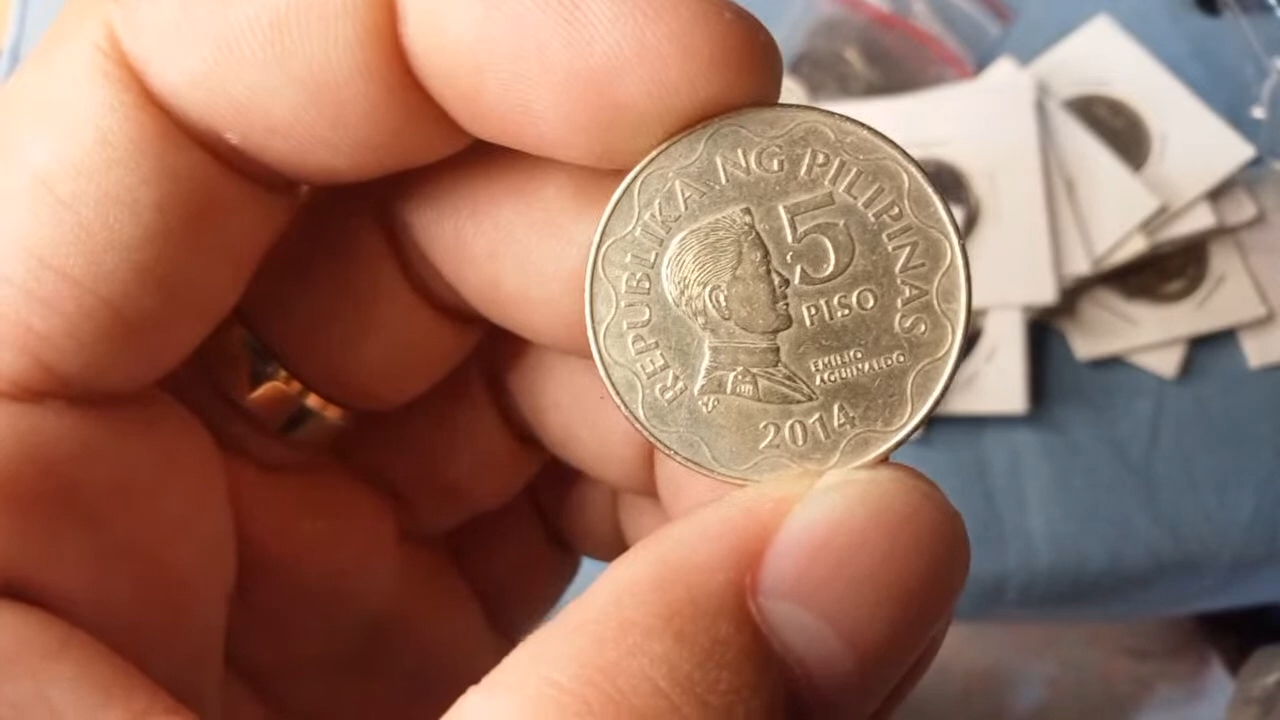 REPUBLIKA NG PILIPINAS
5
PISO
EMILIO
AGUINALDO
2014